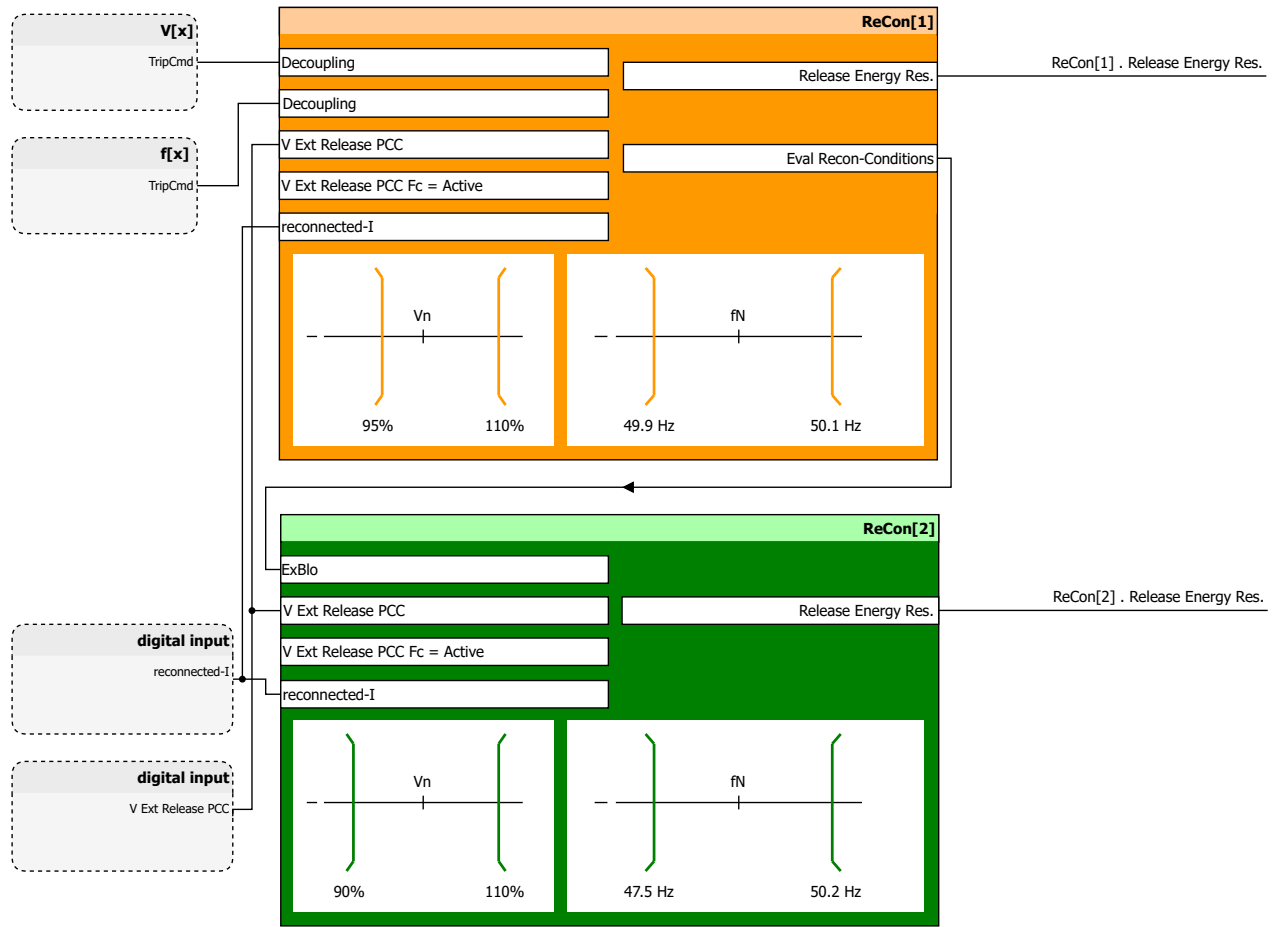 V[x]
TripCmd
f[x]
TripCmd
ReCon[1]
Decoupling
Decoupling
V Ext Release PCC
V Ext Release PCC Fc = Active
reconnected-I
Release Energy Res.
Eval Recon-Conditions
ReCon[1] . Release Energy Res.
Vn
95%
110%
fN
49.9 Hz
50.1 Hz
digital input
reconnected-I
digital input
V Ext Release PCC
ReCon[2]
ExBlo
V Ext Release PCC
V Ext Release PCC Fc = Active
reconnected-I
Release Energy Res.
ReCon[2] . Release Energy Res.
Vn
90%
110%
fN
47.5 Hz
50.2 Hz